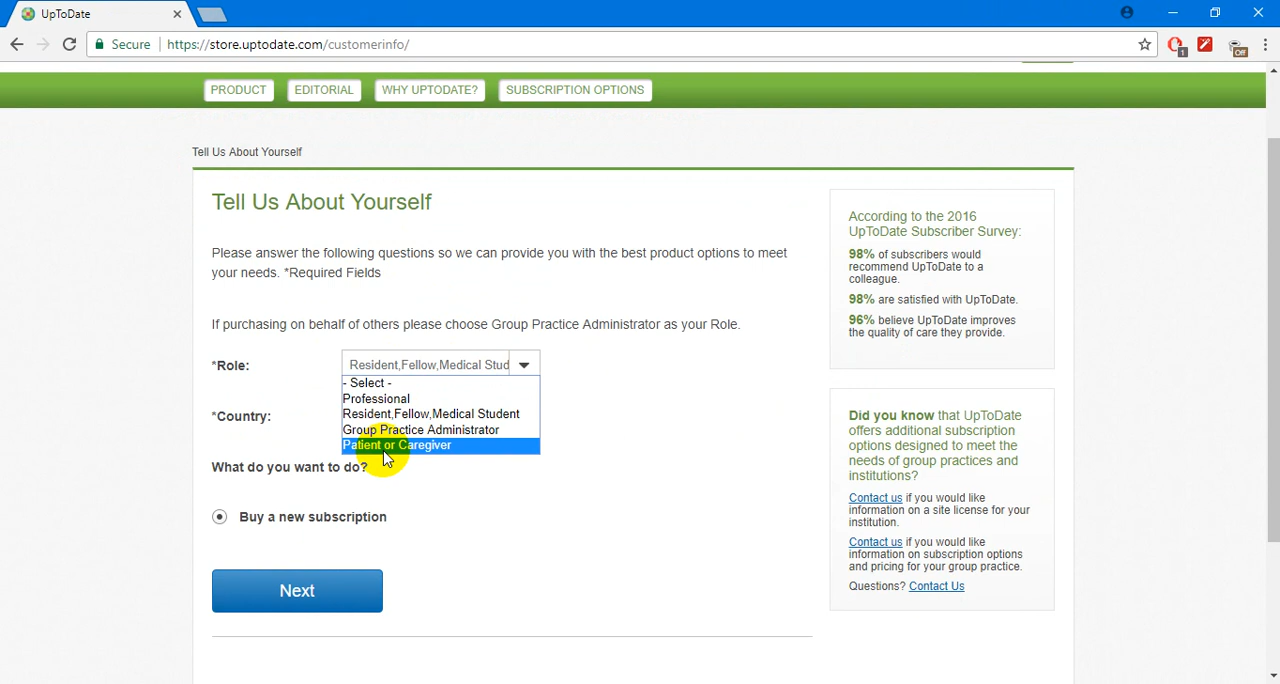 UpToDate
Secure
https://store.uptodate.com/customerinfo/
1
Off
PRODUCT
EDITORIAL
WHY UPTODATE?
SUBSCRIPTION OPTIONS
Tell Us About Yourself
Tell Us About Yourself
Please answer the following questions so we can provide you with the best product options to meet
your needs. *Required Fields
If purchasing on behalf of others please choose Group Practice Administrator as your Role.
*Role:
Resident,Fellow,Medical Stud
- Select -
Professional
Resident,Fellow,Medical Student
Group Practice Administrator
Patient or Caregiver
*Country:
What do you want to do?
Buy a new subscription
Next
According to the 2016
UpToDate Subscriber Survey:
98% of subscribers would
recommend UpToDate to a
colleague.
98% are satisfied with UpToDate.
96% believe UpToDate improves
the quality of care they provide.
Did you know that UpToDate
offers additional subscription
options designed to meet the
needs of group practices and
institutions?
Contact us if you would like
information on a site license for your
institution.
Contact us if you would like
information on subscription options
and pricing for your group practice.
Questions? Contact Us